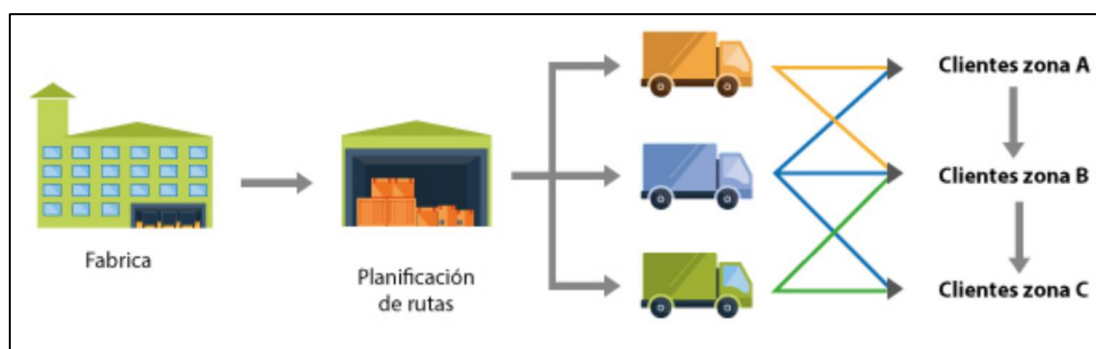 Fabrica
Planificación
de rutas
Clientes zona A
Clientes zona B
Clientes zona C